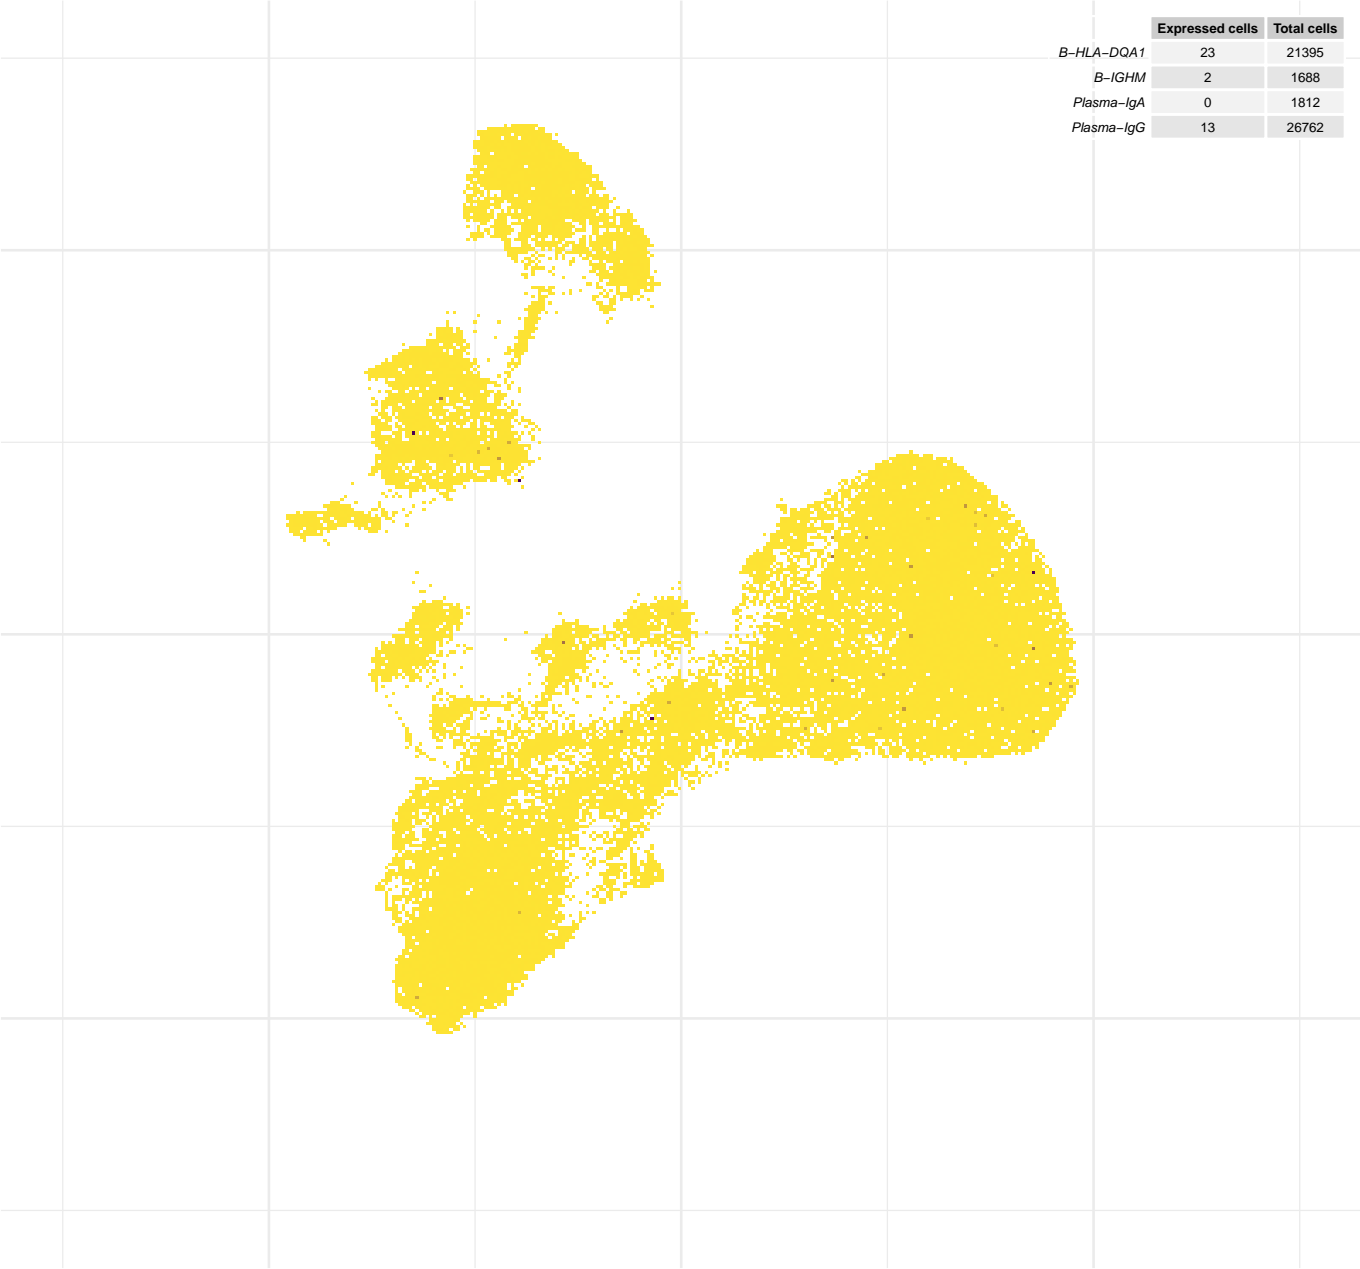 Expressed cells Total cells
B−HLA−DQA1 23 21395
B−IGHM 2 1688
Plasma−IgA 0 1812
Plasma−IgG 13 26762